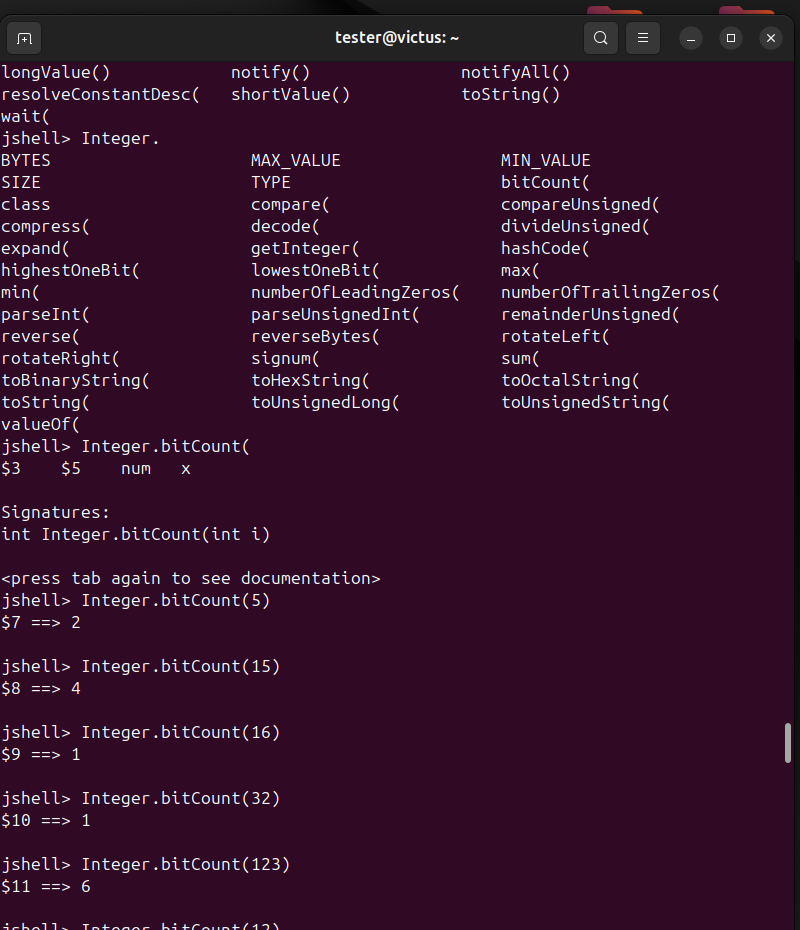 tester@victus: ~
longValue() notify() notifyAll()
resolveConstantDesc( shortValue() toString()
wait(
jshell> Integer.
BYTES MAX_VALUE MIN_VALUE
SIZE TYPE bitCount(
class compare( compareUnsigned(
compress( decode( divideUnsigned(
expand( getInteger( hashCode(
highestOneBit( lowestOneBit( max(
min( numberOfLeadingZeros( numberOfTrailingZeros(
parseInt( parseUnsignedInt( remainderUnsigned(
reverse( reverseBytes( rotateLeft(
rotateRight( signum( sum(
toBinaryString( toHexString( toOctalString(
toString( toUnsignedLong( toUnsignedString(
valueOf(
jshell> Integer.bitCount(
$3 $5 num x
Signatures:
int Integer.bitCount(int i)
<press tab again to see documentation>
jshell> Integer.bitCount(5)
$7 ==> 2
jshell> Integer.bitCount(15)
$8 ==> 4
jshell> Integer.bitCount(16)
$9 ==> 1
jshell> Integer.bitCount(32)
$10 ==> 1
jshell> Integer.bitCount(123)
$11 ==> 6
jshell> Integer.bitCount(12)